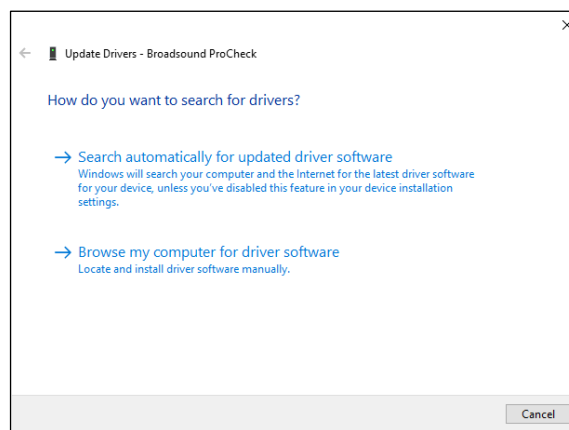 Update Drivers - Broadsound ProCheck
How do you want to search for drivers?
Search automatically for updated driver software
Windows will search your computer and the Internet for the latest driver software
for your device, unless you've disabled this feature in your device installation
settings.
Browse my computer for driver software
Locate and install driver software manually.
Cancel